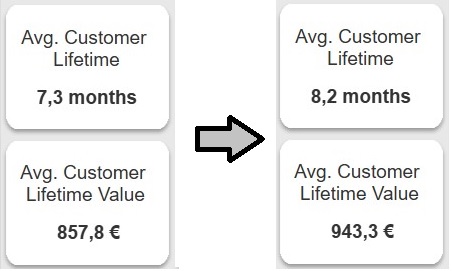 Avg. Customer
Lifetime
7,3 months
Avg. Customer
Lifetime Value
857,8 €
Avg. Customer
Lifetime
8,2 months
Avg. Customer
Lifetime Value
943,3 €